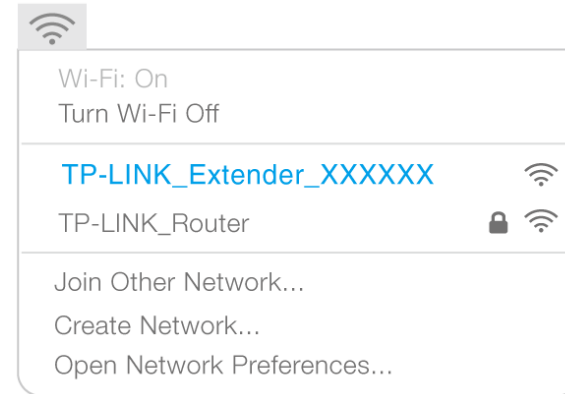 Wi-Fi: On
Turn Wi-Fi Off
TP-LINK_Extender_XXXXXX
TP-LINK_Router
Join Other Network...
Create Network...
Open Network Preferences...